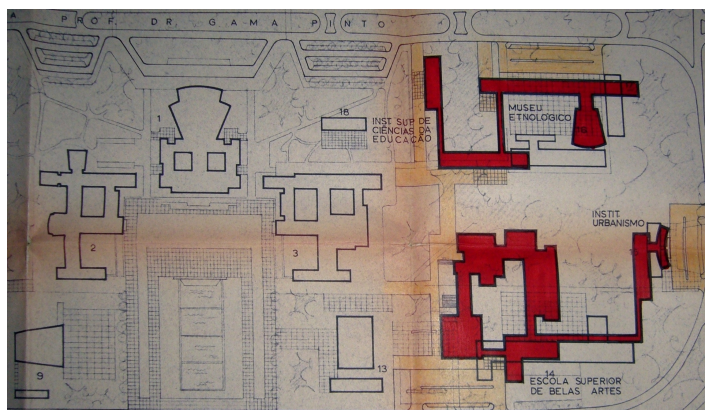 A PROF. DR. GAMA PINTO
1
18
INST. SUP. DE
CIÊNCIAS DA
EDUCAÇÃO
MUSEU
ETNOLÓGICO
INSTIT.
URBANISMO
2
3
9
13
14
ESCOLA SUPERIOR
DE BELAS ARTES